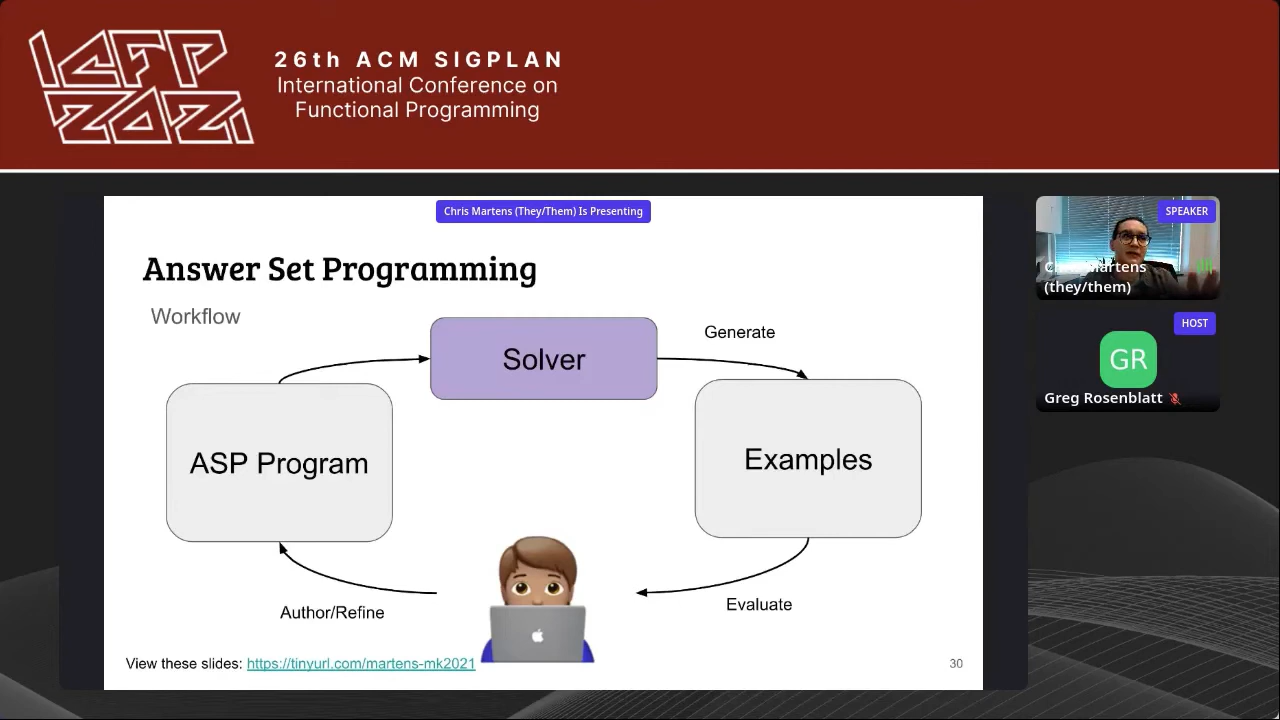 ICFP
2021
26th ACM SIGPLAN
International Conference on
Functional Programming
Chris Martens (They/Them) Is Presenting
Answer Set Programming
Workflow
Solver
Generate
ASP Program
Examples
Author/Refine
Evaluate
View these slides: https://tinyurl.com/martens-mk2021
30
SPEAKER
Chris Martens
(they/them)
HOST
GR
Greg Rosenblatt